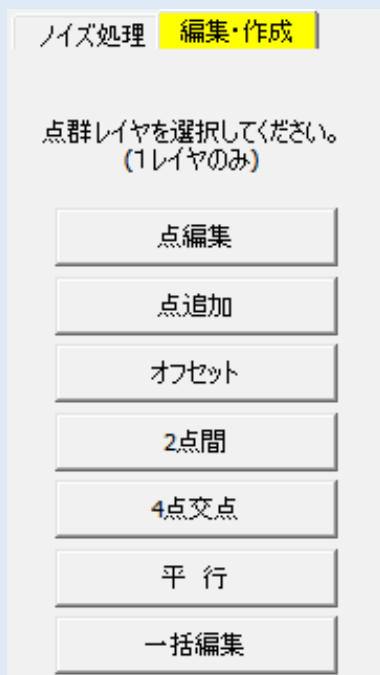 ノイズ処理 編集・作成
点群レイヤを選択してください。
(1レイヤのみ)
点編集
点追加
オフセット
2点間
4点交点
平 行
一括編集